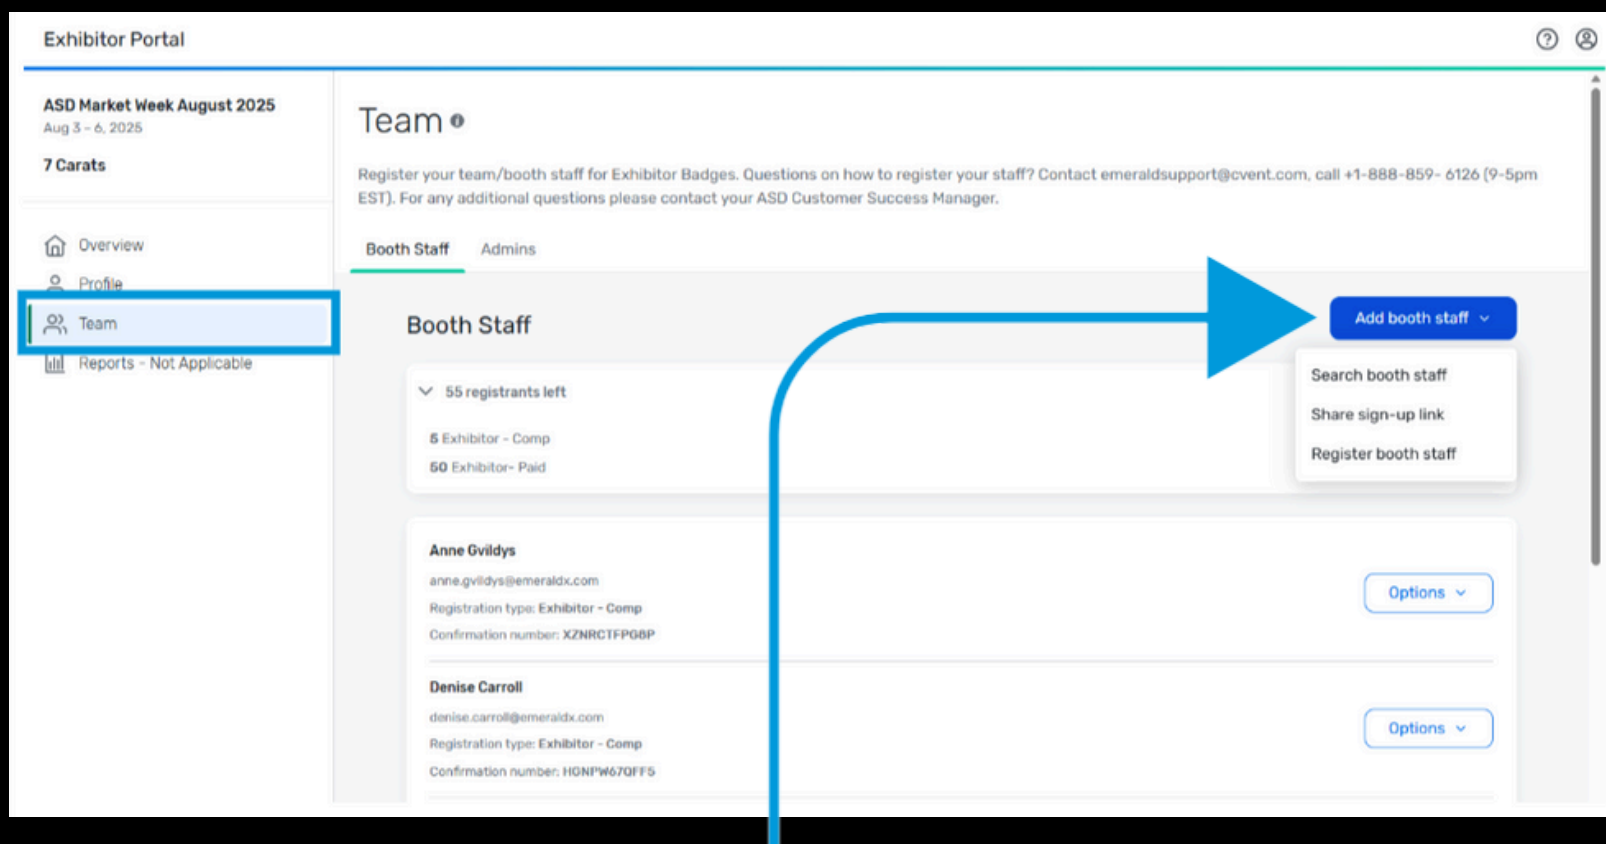 Exhibitor Portal
ASD Market Week August 2025
Aug 3 - 6, 2025
7 Carats
Overview
Profile
Team
Reports - Not Applicable
Team
Register your team/booth staff for Exhibitor Badges. Questions on how to register your staff? Contact emeraldsupport@cvent.com, call +1-888-859- 6126 (9-5pm
EST). For any additional questions please contact your ASD Customer Success Manager.
Booth Staff Admins
Booth Staff
Add booth staff
Search booth staff
Share sign-up link
Register booth staff
55 registrants left
5 Exhibitor - Comp
50 Exhibitor- Paid
Anne Gvildys
anne.gvildys@emeraldx.com
Registration type: Exhibitor - Comp
Confirmation number: XZNRCTFPG8P
Options
Denise Carroll
denise.carroll@emeraldx.com
Registration type: Exhibitor - Comp
Confirmation number: HGNPW67QFF5
Options